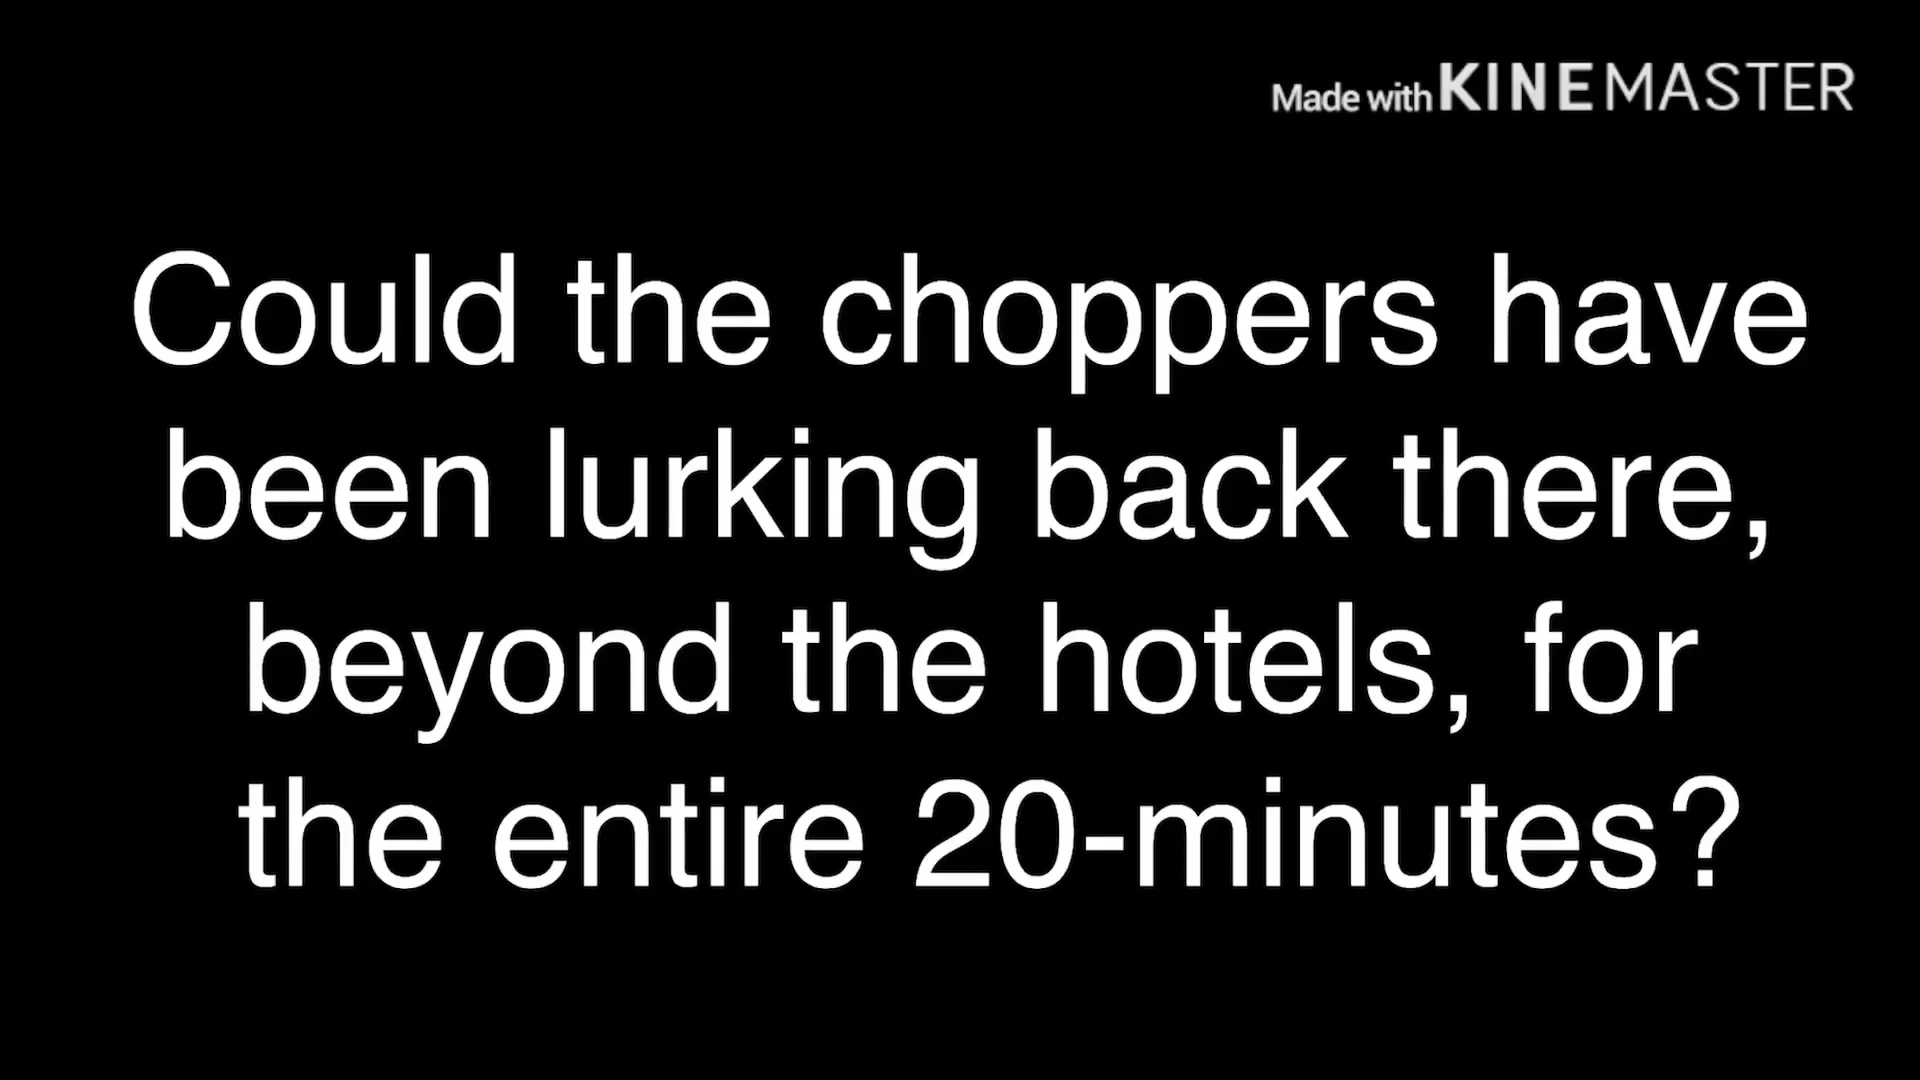 Made with KINEMASTER
Could the choppers have
been lurking back there,
beyond the hotels, for
the entire 20-minutes?